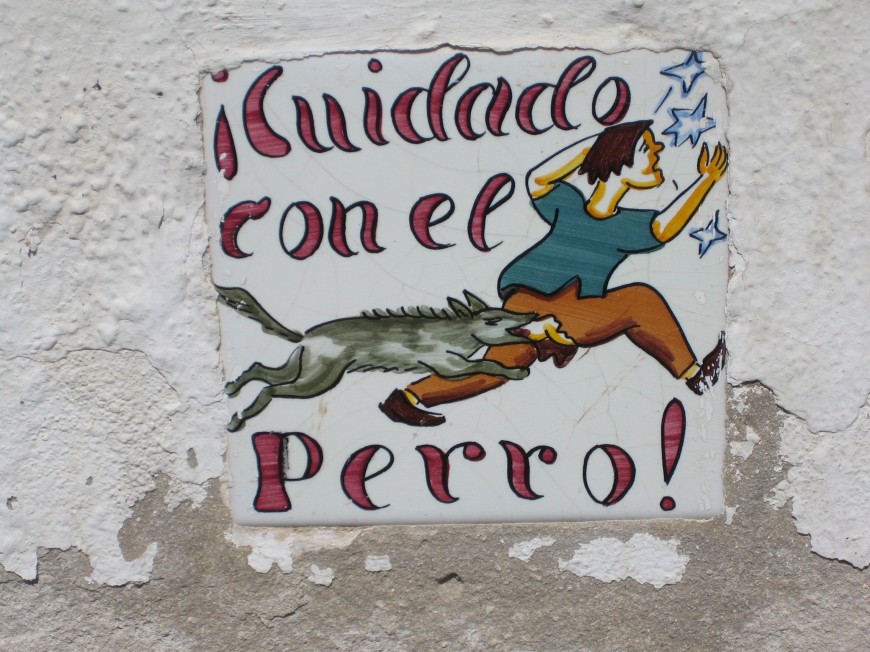 ¡Cuidado
con el
Perro!